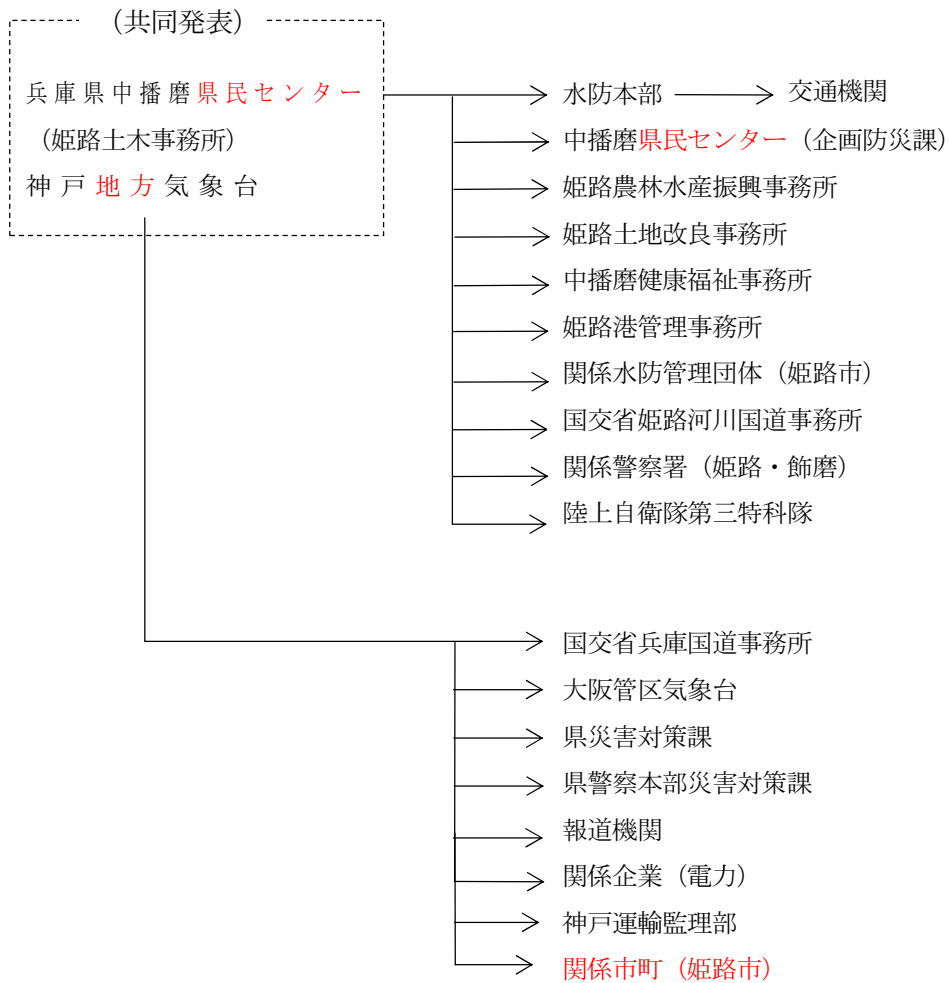 （共同発表）
兵庫県中播磨県民センター
（姫路土木事務所）
神戸地方気象台
水防本部
交通機関
中播磨県民センター（企画防災課）
姫路農林水産振興事務所
姫路土地改良事務所
中播磨健康福祉事務所
姫路港管理事務所
関係水防管理団体（姫路市）
国交省姫路河川国道事務所
関係警察署（姫路・飾磨）
陸上自衛隊第三特科隊
国交省兵庫国道事務所
大阪管区気象台
県災害対策課
県警察本部災害対策課
報道機関
関係企業（電力）
神戸運輸監理部
関係市町（姫路市）